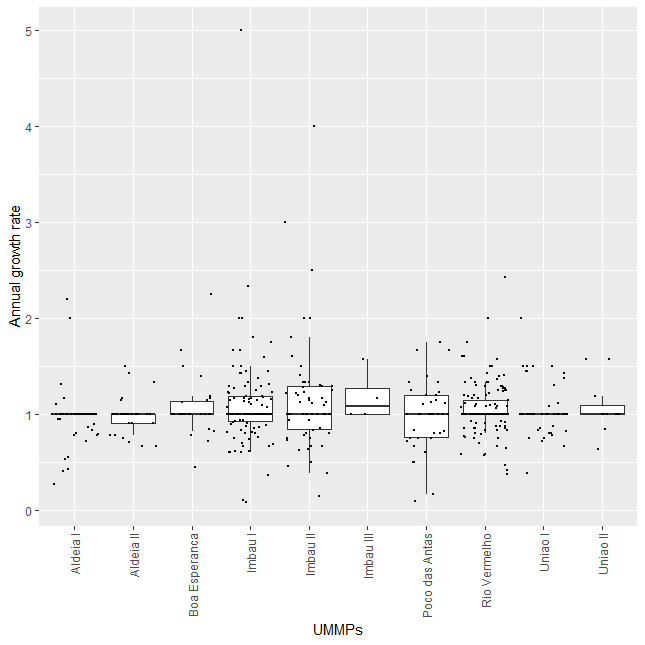 Annual growth rate
5
4
3
2
1
0
Aldeia I
Aldeia II
Boa Esperanca
Imbau I
Imbau II
Imbau III
Poco das Antas
Rio Vermelho
Uniao I
Uniao II
UMMPs